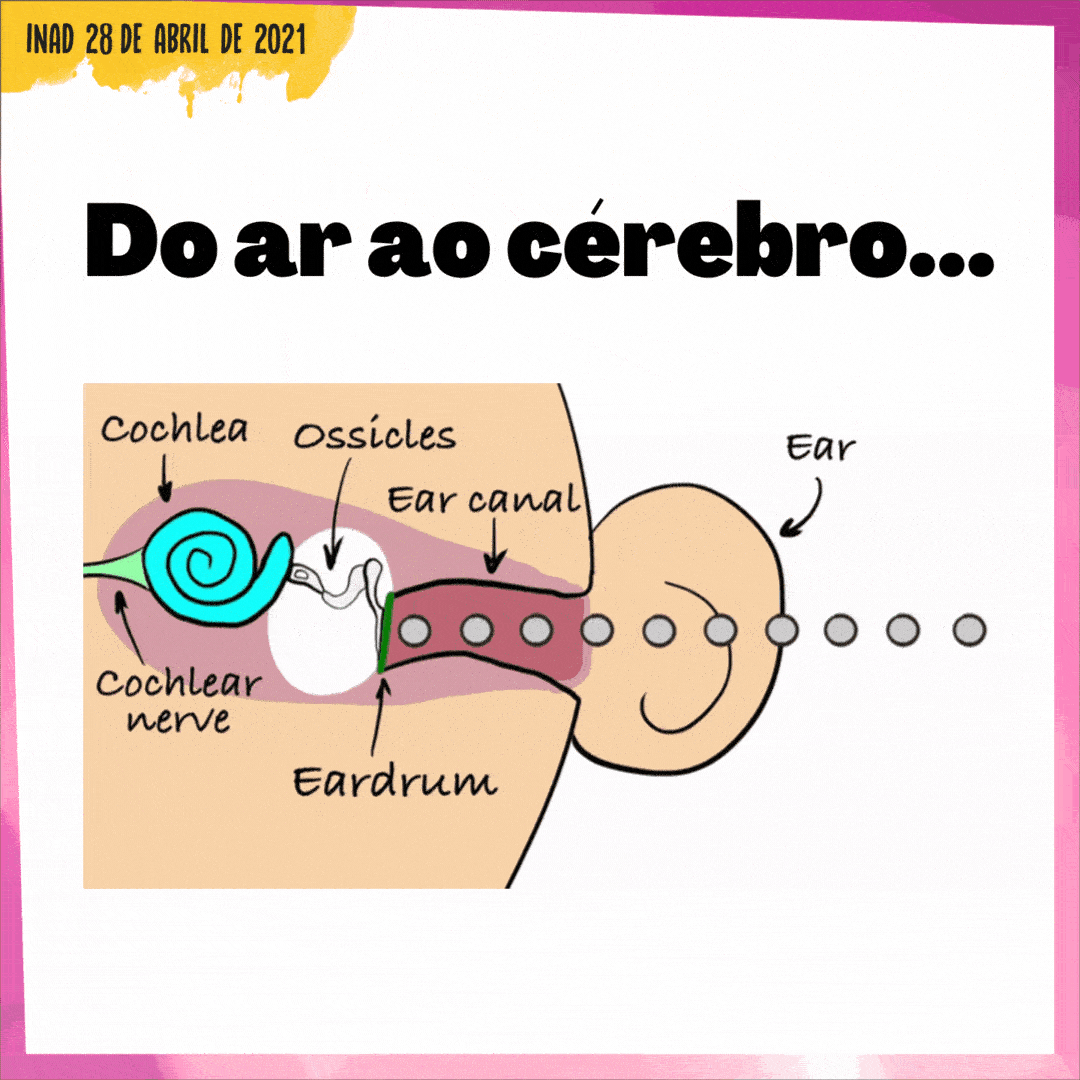 INAD 28 DE ABRIL DE 2021
Do ar ao cérebro...
Cochlea
Ossicles
Ear
Ear canal
Cochlear
nerve
Eardrum